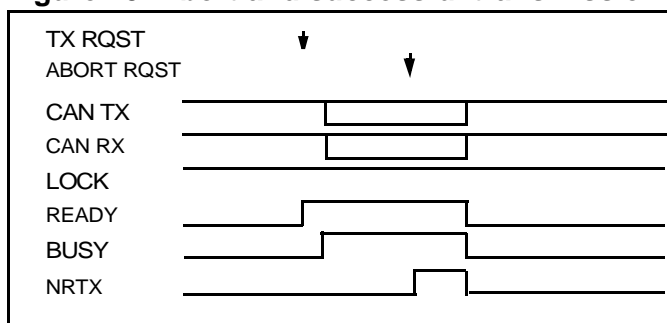 TX RQST
ABORT RQST
CAN TX
CAN RX
LOCK
READY
BUSY
NRTX